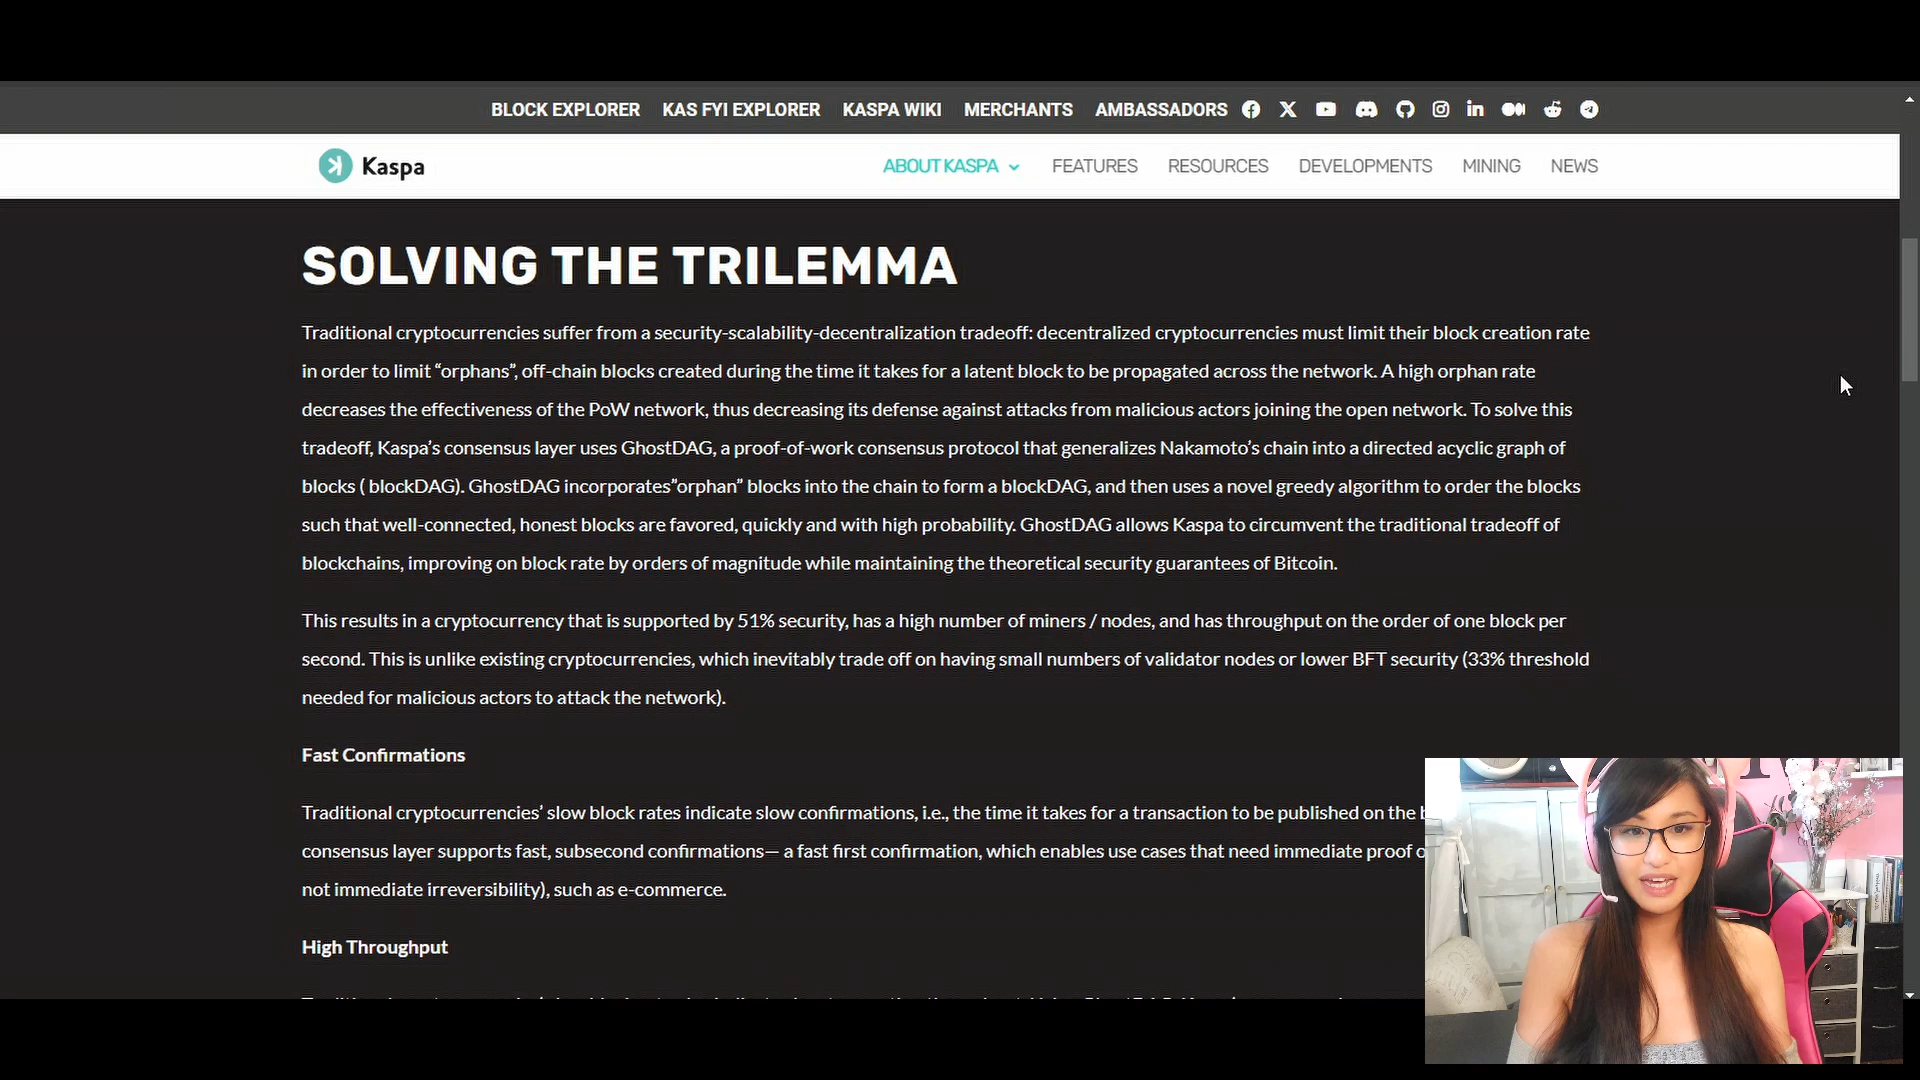 BLOCK EXPLORER KAS FYI EXPLORER KASPA WIKI MERCHANTS AMBASSADORS
Kaspa
ABOUT KASPA FEATURES RESOURCES DEVELOPMENTS MINING NEWS
SOLVING THE TRILEMMA
Traditional cryptocurrencies suffer from a security-scalability-decentralization tradeoff: decentralized cryptocurrencies must limit their block creation rate
in order to limit “orphans”, off-chain blocks created during the time it takes for a latent block to be propagated across the network. A high orphan rate
decreases the effectiveness of the PoW network, thus decreasing its defense against attacks from malicious actors joining the open network. To solve this
tradeoff, Kaspa’s consensus layer uses GhostDAG, a proof-of-work consensus protocol that generalizes Nakamoto’s chain into a directed acyclic graph of
blocks ( blockDAG). GhostDAG incorporates”orphan” blocks into the chain to form a blockDAG, and then uses a novel greedy algorithm to order the blocks
such that well-connected, honest blocks are favored, quickly and with high probability. GhostDAG allows Kaspa to circumvent the traditional tradeoff of
blockchains, improving on block rate by orders of magnitude while maintaining the theoretical security guarantees of Bitcoin.
This results in a cryptocurrency that is supported by 51% security, has a high number of miners / nodes, and has throughput on the order of one block per
second. This is unlike existing cryptocurrencies, which inevitably trade off on having small numbers of validator nodes or lower BFT security (33% threshold
needed for malicious actors to attack the network).
Fast Confirmations
Traditional cryptocurrencies’ slow block rates indicate slow confirmations, i.e., the time it takes for a transaction to be published on the
consensus layer supports fast, subsecond confirmations— a fast first confirmation, which enables use cases that need immediate proof
not immediate irreversibility), such as e-commerce.
High Throughput